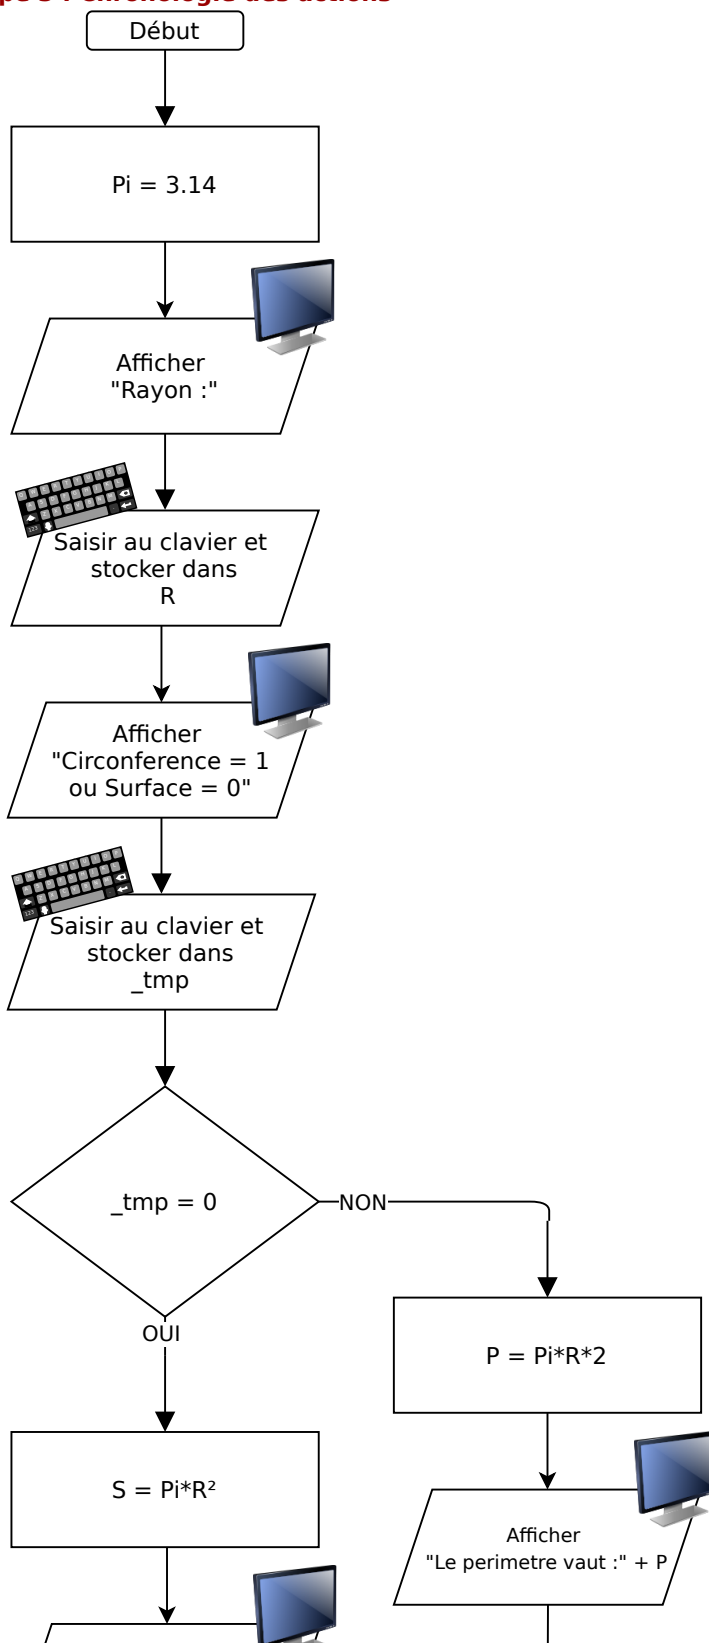 Début
Pi = 3.14
Afficher
"Rayon :"
Saisir au clavier et
stocker dans
R
Afficher
"Circonference = 1
ou Surface = 0"
Saisir au clavier et
stocker dans
_tmp
_tmp = 0
NON
OUI
P = Pi*R*2
S = Pi*R²
Afficher
"Le perimetre vaut :" + P